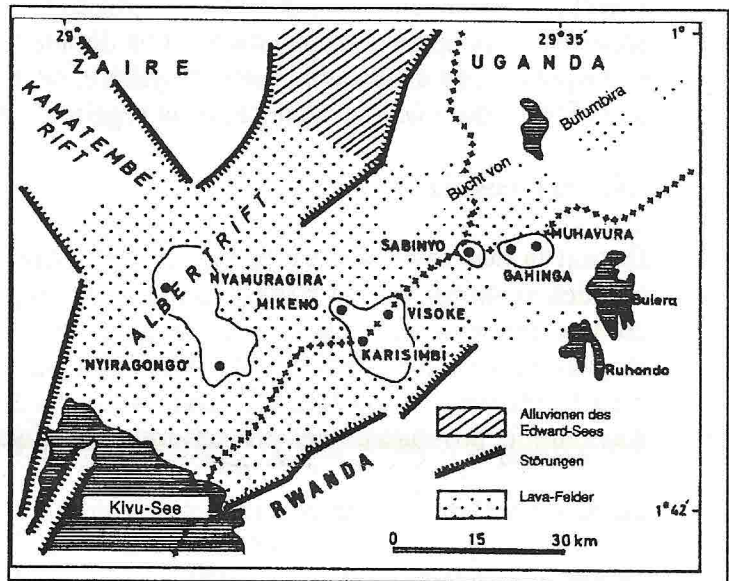 29°
29°35′
1°
ZAIRE
UGANDA
KAMATEMBE
RIFT
Bufumbira
Bucht von
ALBERTRIFT
SABINYO
MUHAVURA
GAHINGA
NYAMURAGIRA
MIKENO
VISOKE
Bulera
KARISIMBI
NYIRAGONGO
Ruhondo
Alluvionen des
Edward-Sees
Störungen
RWANDA
Lava-Felder
Kivu-See
1°42′
0 15 30 km